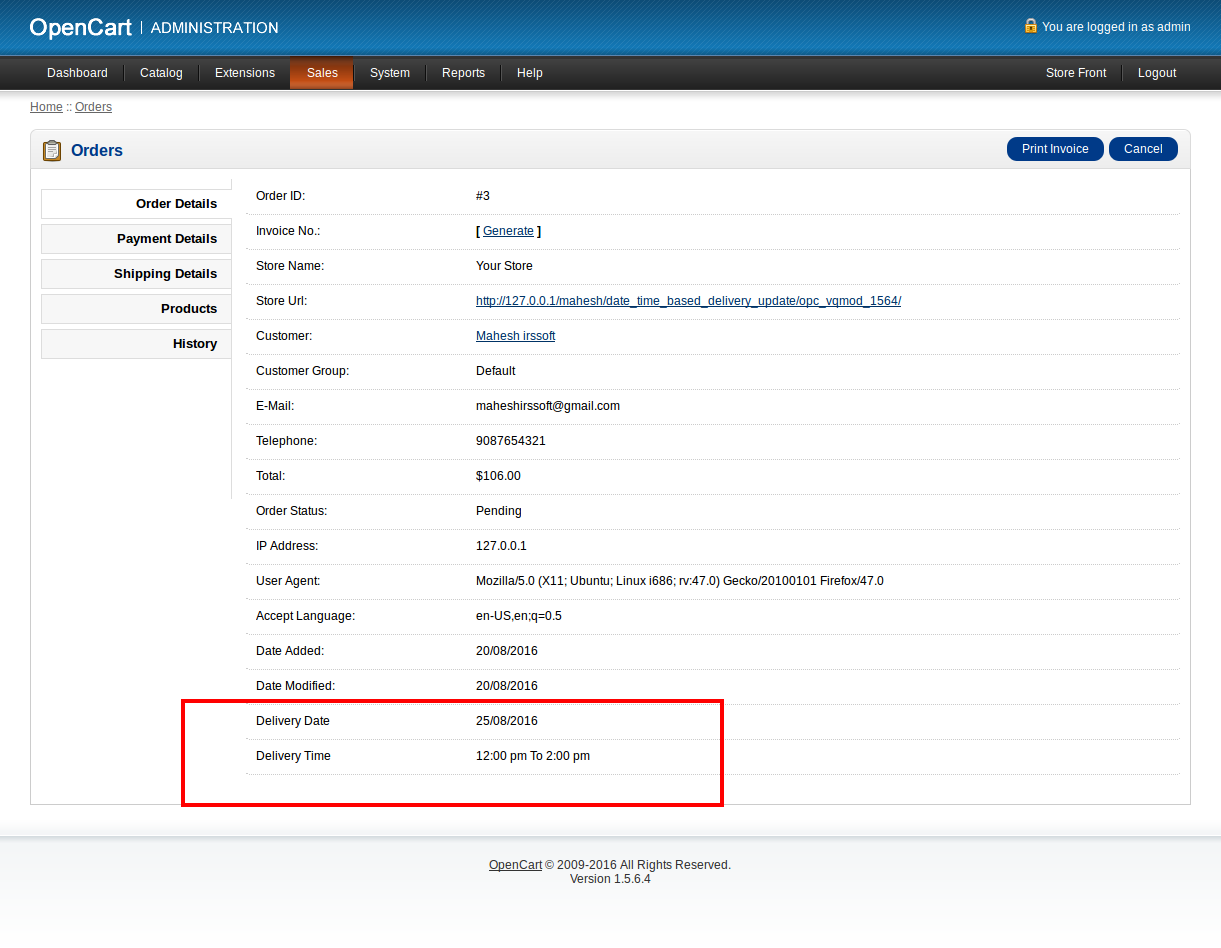 OpenCart | ADMINISTRATION
You are logged in as admin
Dashboard Catalog Extensions Sales System Reports Help Store Front Logout
Home :: Orders
Orders
Print Invoice Cancel
Order Details
Payment Details
Shipping Details
Products
History
Order ID: #3
Invoice No.: [ Generate ]
Store Name: Your Store
Store Url: http://127.0.0.1/mahesh/date_time_based_delivery_update/opc_vqmod_1564/
Customer: Mahesh irssoft
Customer Group: Default
E-Mail: maheshirssoft@gmail.com
Telephone: 9087654321
Total: $106.00
Order Status: Pending
IP Address: 127.0.0.1
User Agent: Mozilla/5.0 (X11; Ubuntu; Linux i686; rv:47.0) Gecko/20100101 Firefox/47.0
Accept Language: en-US,en;q=0.5
Date Added: 20/08/2016
Date Modified: 20/08/2016
Delivery Date 25/08/2016
Delivery Time 12:00 pm To 2:00 pm
OpenCart © 2009-2016 All Rights Reserved.
Version 1.5.6.4